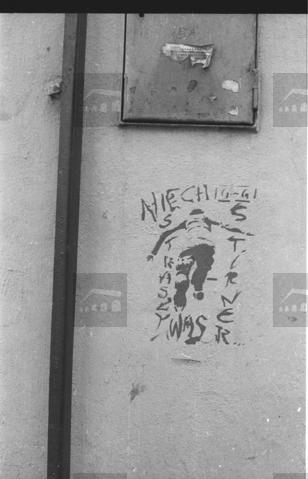 NIECH
STRASZY
WAS
STIRNER...